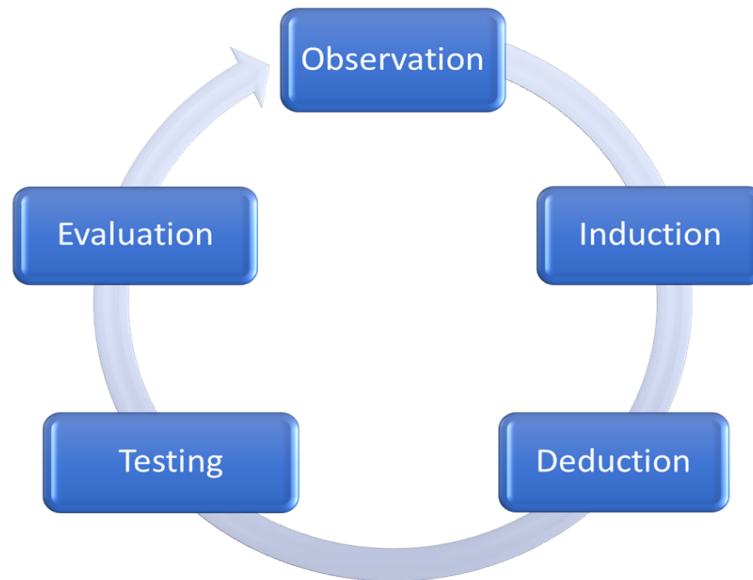 Observation
Induction
Deduction
Testing
Evaluation